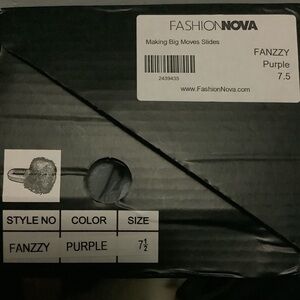 FASHIONNOVA
Making Big Moves Slides
FANZZY
Purple
7.5
2439433
www.FashionNova.com
STYLE NO COLOR SIZE
FANZZY PURPLE 7½